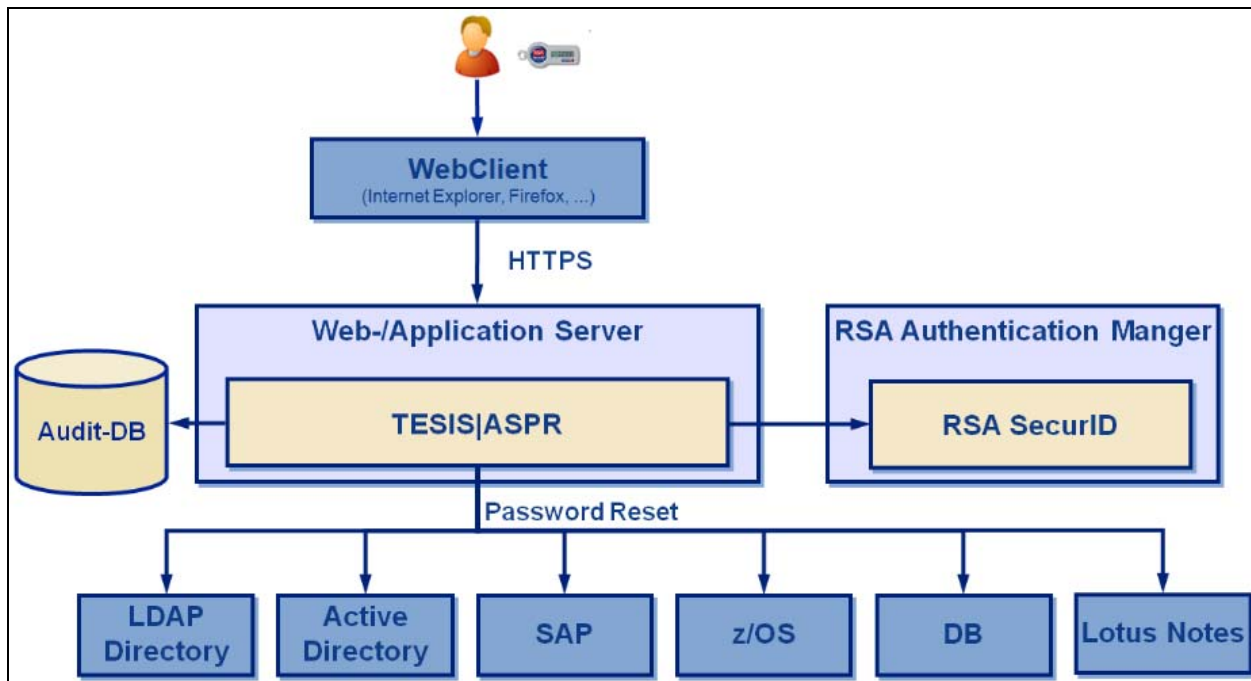 WebClient
(Internet Explorer, Firefox, ...)
HTTPS
Web-/Application Server
RSA Authentication Manger
Audit-DB
TESIS|ASPR
RSA SecurID
Password Reset
LDAP
Directory
Active
Directory
SAP
z/OS
DB
Lotus Notes